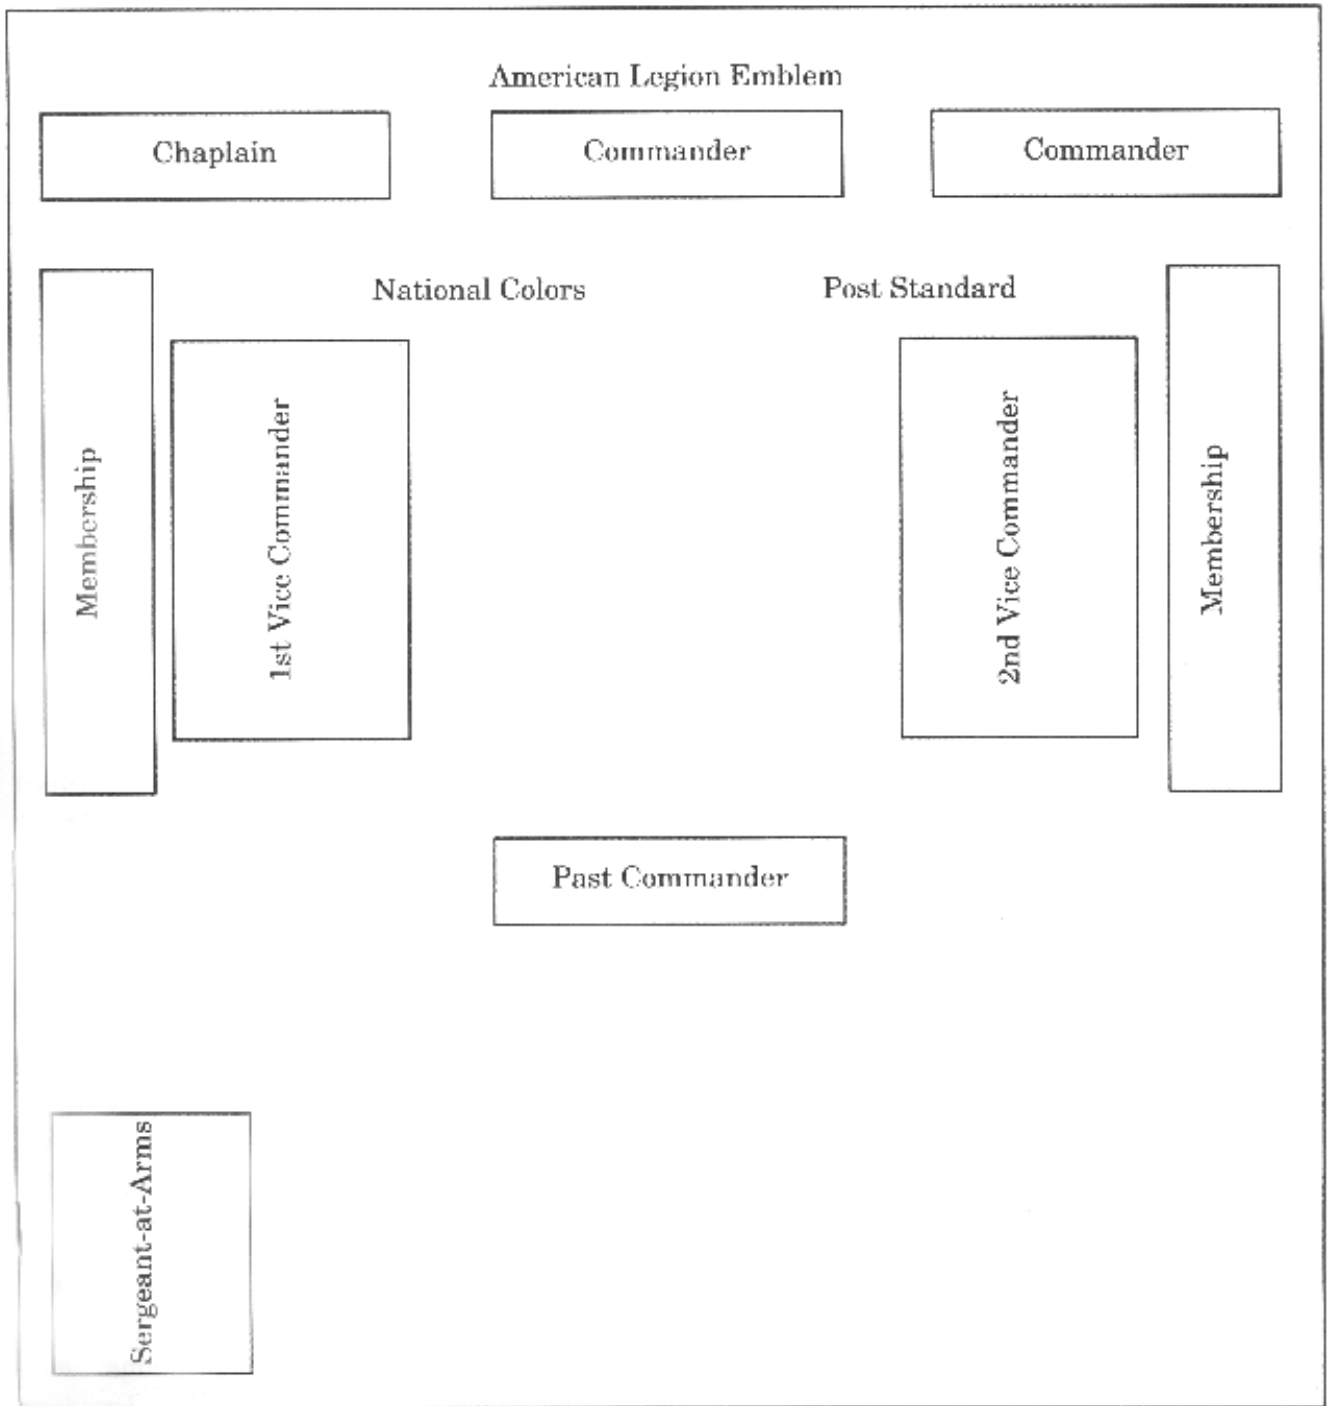 American Legion Emblem
Chaplain
Commander
Commander
National Colors
Post Standard
Membership
1st Vice Commander
2nd Vice Commander
Membership
Past Commander
Sergeant-at-Arms